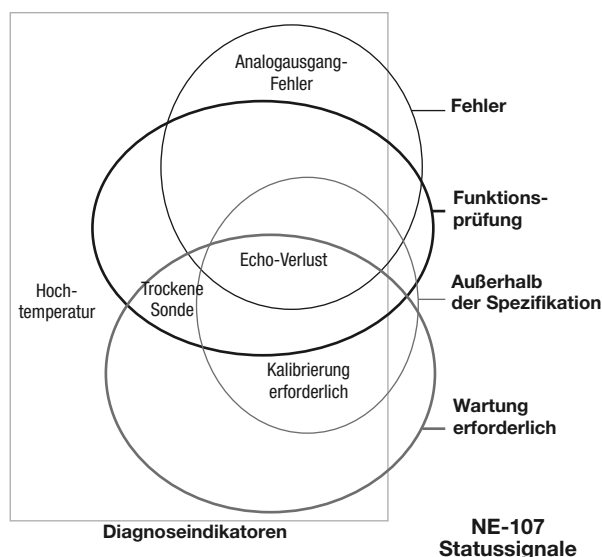 Analogausgang-
Fehler
Fehler
Funktions-
prüfung
Echo-Verlust
Hoch-
temperatur
Trockene
Sonde
Außerhalb
der Spezifikation
Kalibrierung
erforderlich
Wartung
erforderlich
Diagnoseindikatoren
NE-107
Statussignale